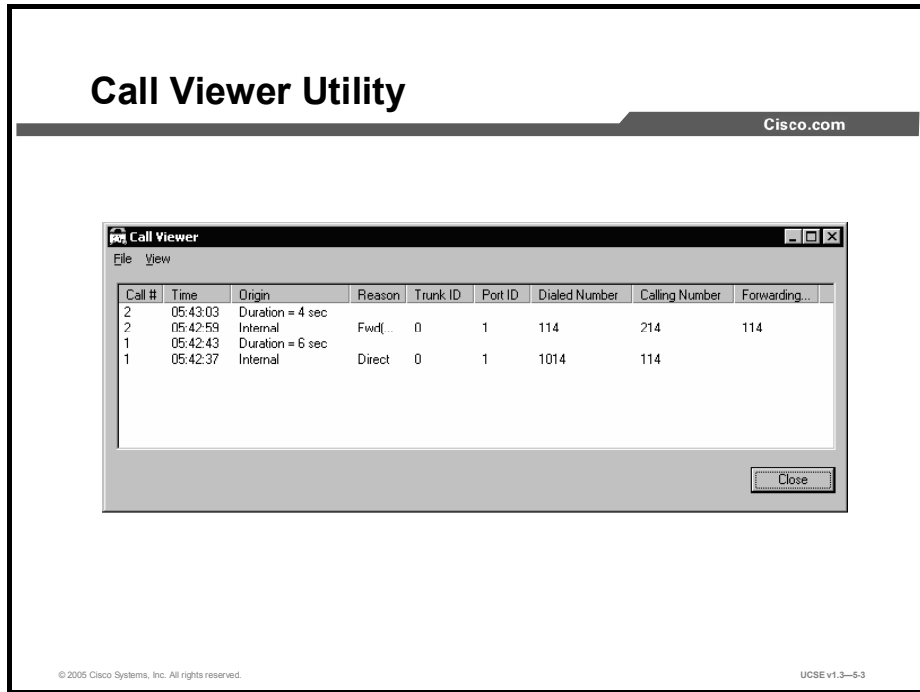 Call Viewer Utility
Cisco.com
Call Viewer
File View
Call # Time Origin Reason Trunk ID Port ID Dialed Number Calling Number Forwarding...
2 05:43:03 Duration = 4 sec
2 05:42:59 Internal Fwd(... 0 1 114 214 114
1 05:42:43 Duration = 6 sec
1 05:42:37 Internal Direct 0 1 1014 114
Close
© 2005 Cisco Systems, Inc. All rights reserved. UCSE v1.3—5-3